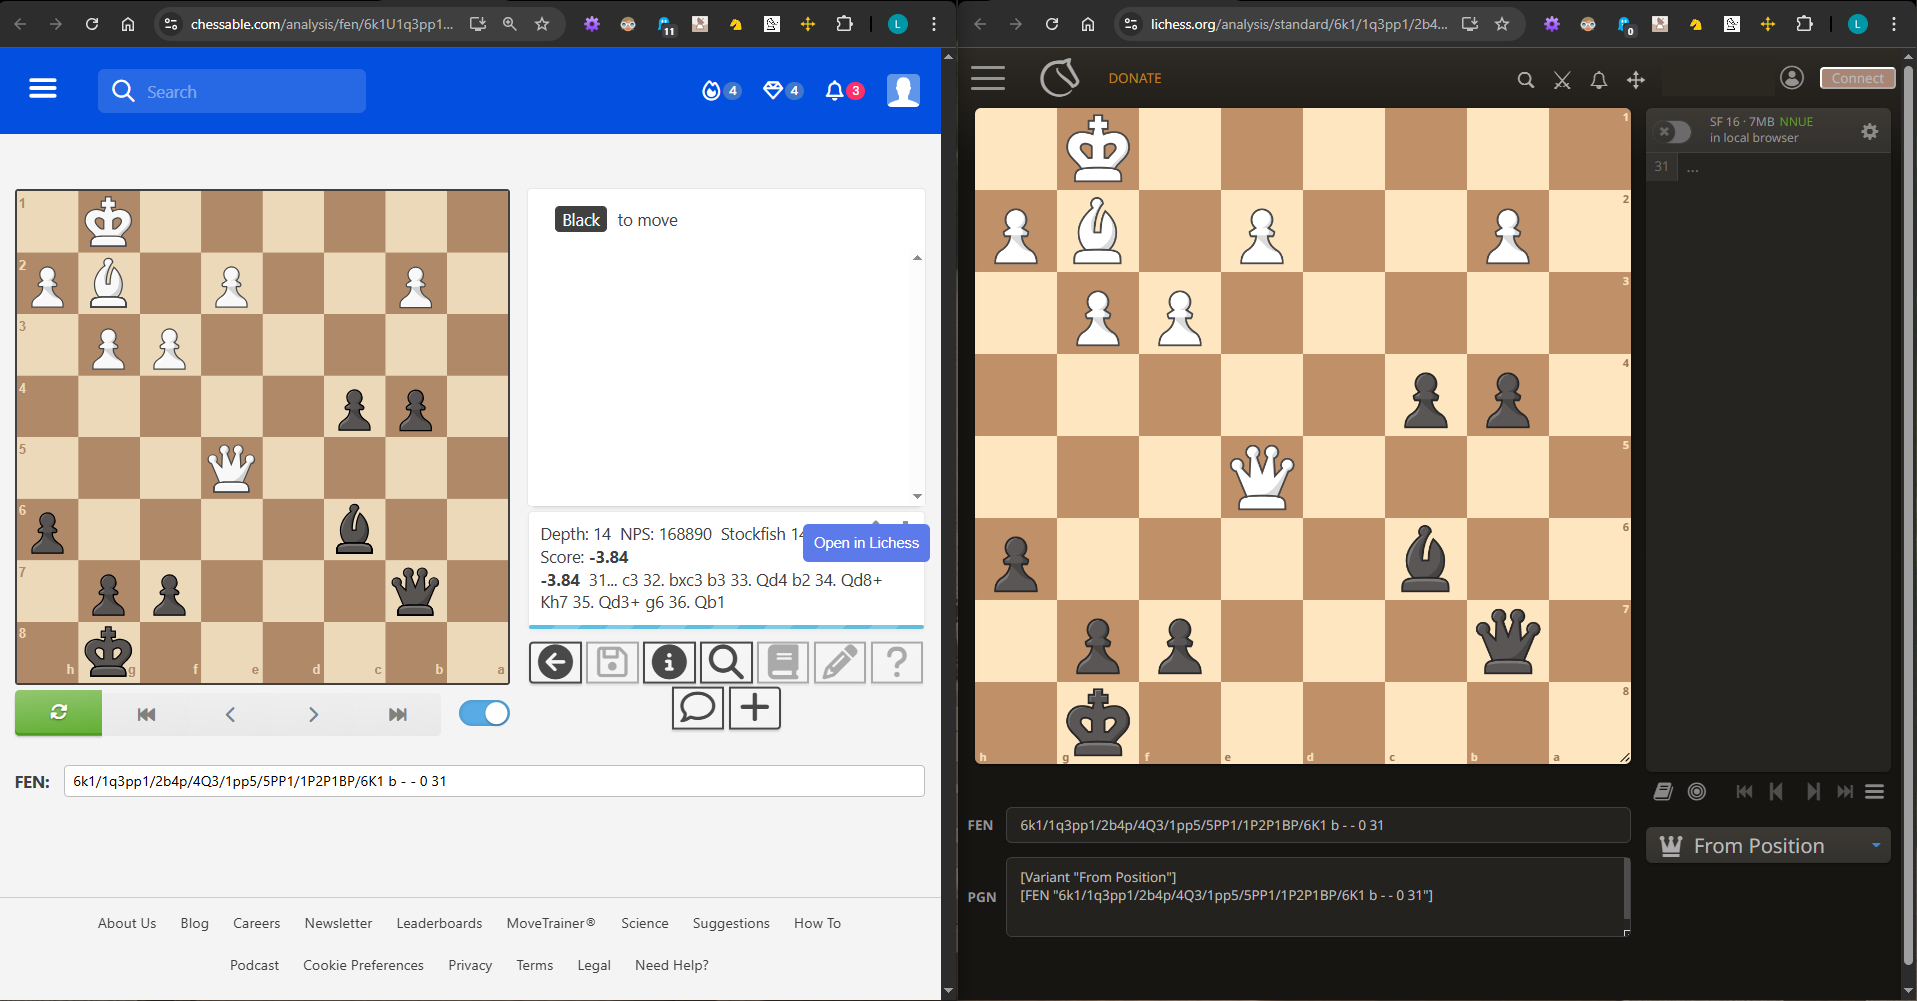 chessable.com/analysis/fen/6k1U1q3pp1...
11
L
Search
4
4
3
1
2
3
4
5
6
7
8
h
g
f
e
d
c
b
a
Black to move
Depth: 14 NPS: 168890 Stockfish 14
Open in Lichess
Score: -3.84
-3.84 31... c3 32. bxc3 b3 33. Qd4 b2 34. Qd8+
Kh7 35. Qd3+ g6 36. Qb1
FEN:
6k1/1q3pp1/2b4p/4Q3/1pp5/5PP1/1P2P1BP/6K1 b - - 0 31
About Us
Blog
Careers
Newsletter
Leaderboards
MoveTrainer®
Science
Suggestions
How To
Podcast
Cookie Preferences
Privacy
Terms
Legal
Need Help?
lichess.org/analysis/standard/6k1/1q3pp1/2b4...
0
L
DONATE
Connect
1
2
3
4
5
6
7
8
h
g
f
e
d
c
b
a
SF 16 · 7MB NNUE
in local browser
31 ...
FEN
6k1/1q3pp1/2b4p/4Q3/1pp5/5PP1/1P2P1BP/6K1 b - - 0 31
From Position
PGN
[Variant "From Position"]
[FEN "6k1/1q3pp1/2b4p/4Q3/1pp5/5PP1/1P2P1BP/6K1 b - - 0 31"]